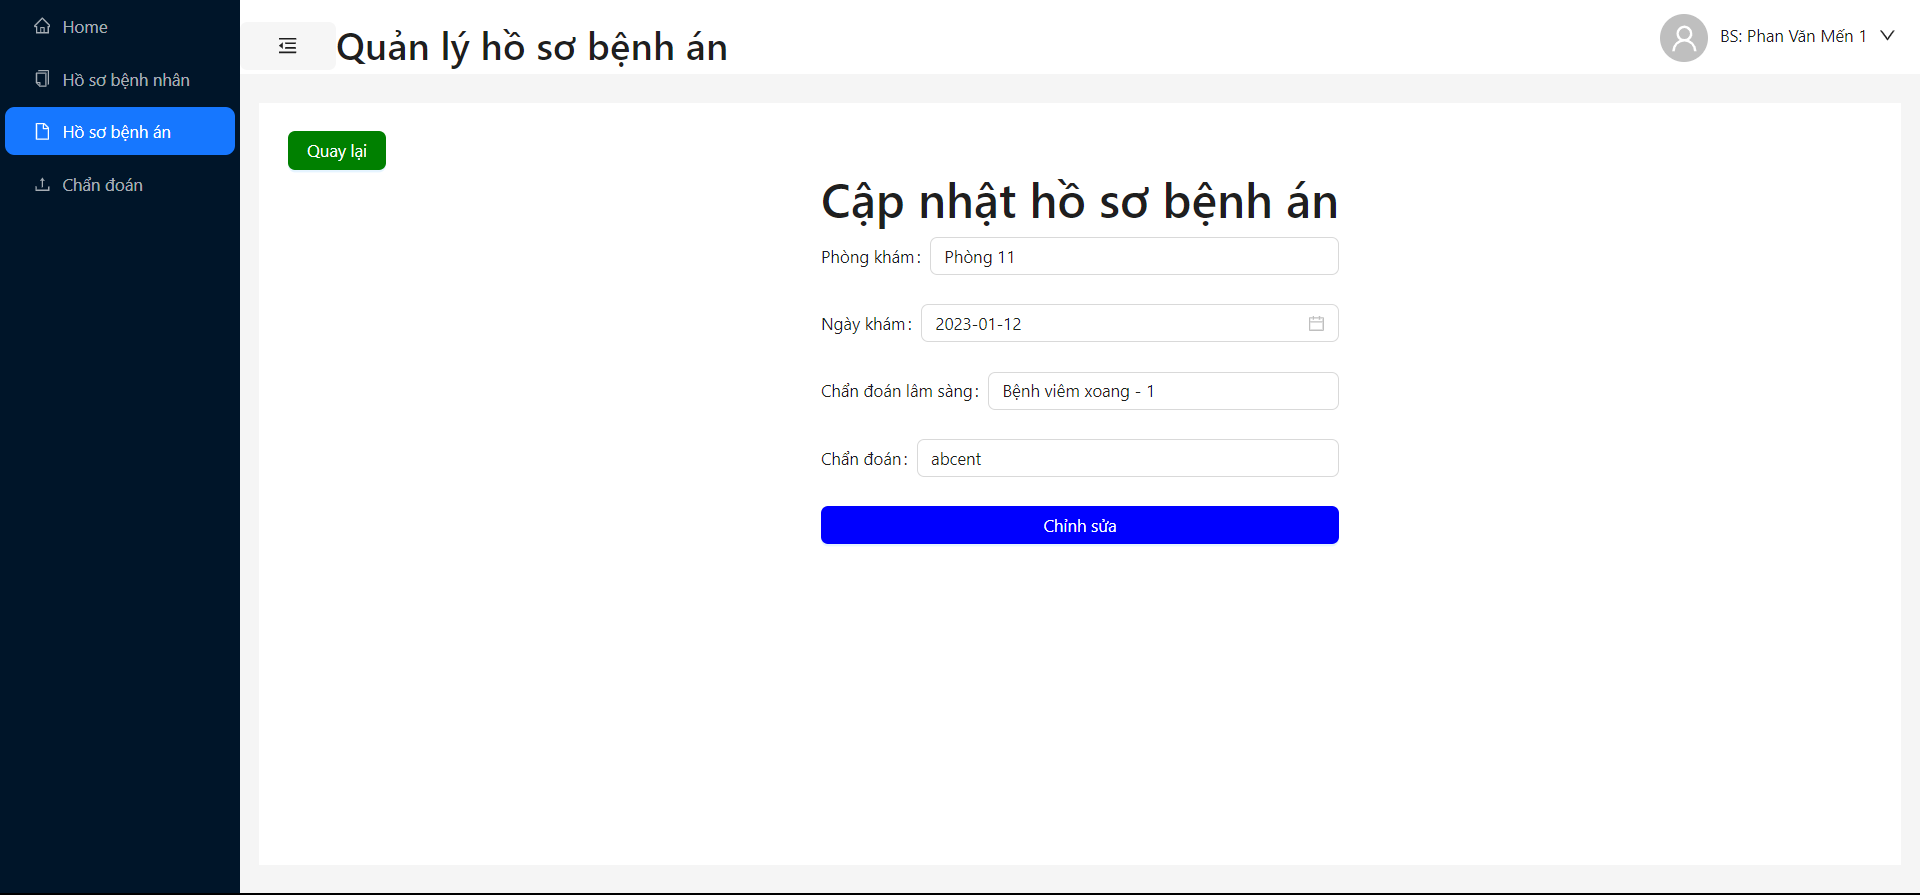 Home
Hồ sơ bệnh nhân
Hồ sơ bệnh án
Chẩn đoán
Quản lý hồ sơ bệnh án
BS: Phan Văn Mến 1
Quay lại
Cập nhật hồ sơ bệnh án
Phòng khám: Phòng 11
Ngày khám: 2023-01-12
Chẩn đoán lâm sàng: Bệnh viêm xoang - 1
Chẩn đoán: abcent
Chỉnh sửa